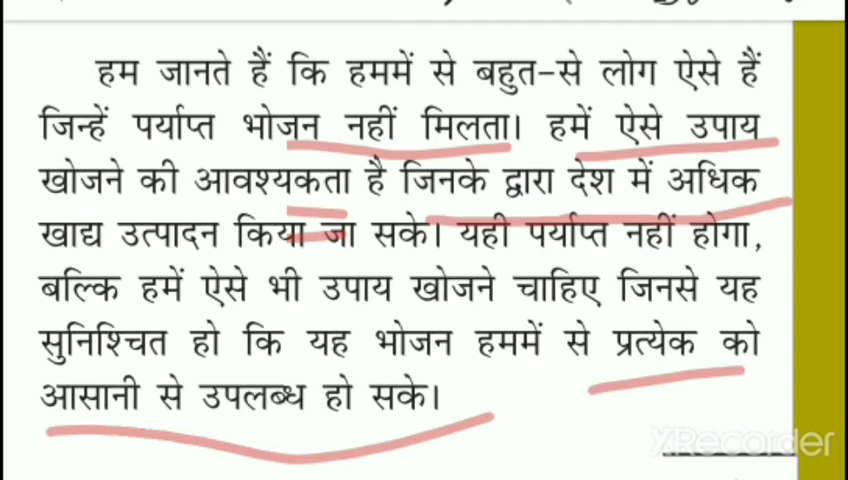 हम जानते हैं कि हममें से बहुत-से लोग ऐसे हैं
जिन्हें पर्याप्त भोजन नहीं मिलता। हमें ऐसे उपाय
खोजने की आवश्यकता है जिनके द्वारा देश में अधिक
खाद्य उत्पादन किया जा सके। यही पर्याप्त नहीं होगा,
बल्कि हमें ऐसे भी उपाय खोजने चाहिए जिनसे यह
सुनिश्चित हो कि यह भोजन हममें से प्रत्येक को
आसानी से उपलब्ध हो सके।
XRecorder